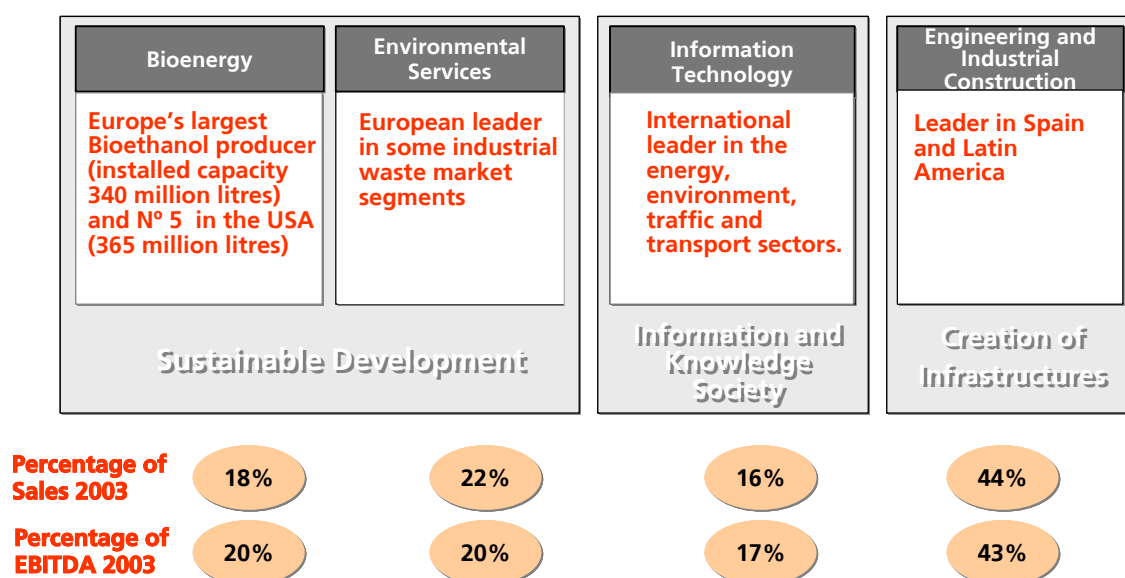 Bioenergy
Europe's largest
Bioethanol producer
(installed capacity
340 million litres)
and Nº 5 in the USA
(365 million litres)
Environmental
Services
European leader
in some industrial
waste market
segments
Sustainable Development
Information
Technology
International
leader in the
energy,
environment,
traffic and
transport sectors.
Information and
Knowledge
Society
Engineering and
Industrial
Construction
Leader in Spain
and Latin
America
Creation of
Infrastructures
Percentage of
Sales 2003
18%
22%
16%
44%
Percentage of
EBITDA 2003
20%
20%
17%
43%